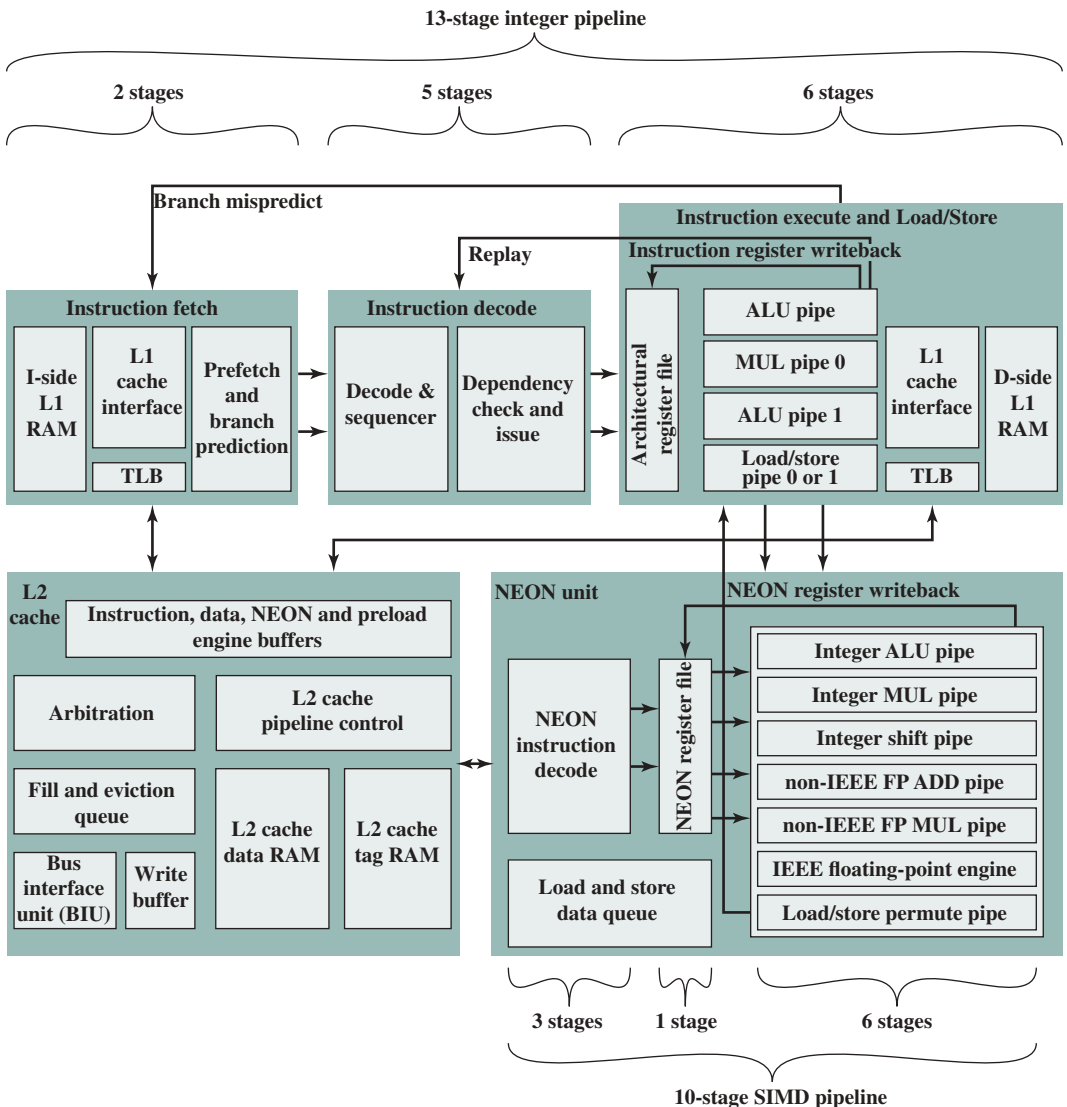 13-stage integer pipeline
2 stages
5 stages
6 stages
Branch mispredict
Instruction execute and Load/Store
Replay
Instruction register writeback
Instruction fetch
I-side
L1
RAM
L1
cache
interface
TLB
Prefetch
and
branch
prediction
Instruction decode
Decode &
sequencer
Dependency
check and
issue
Architectural
register file
ALU pipe
MUL pipe 0
ALU pipe 1
Load/store
pipe 0 or 1
L1
cache
interface
TLB
D-side
L1
RAM
L2
cache
Instruction, data, NEON and preload
engine buffers
Arbitration
L2 cache
pipeline control
Fill and eviction
queue
L2 cache
data RAM
L2 cache
tag RAM
Bus
interface
unit (BIU)
Write
buffer
NEON unit
NEON register writeback
NEON
instruction
decode
NEON register file
Integer ALU pipe
Integer MUL pipe
Integer shift pipe
non-IEEE FP ADD pipe
non-IEEE FP MUL pipe
IEEE floating-point engine
Load/store permute pipe
Load and store
data queue
3 stages
1 stage
6 stages
10-stage SIMD pipeline